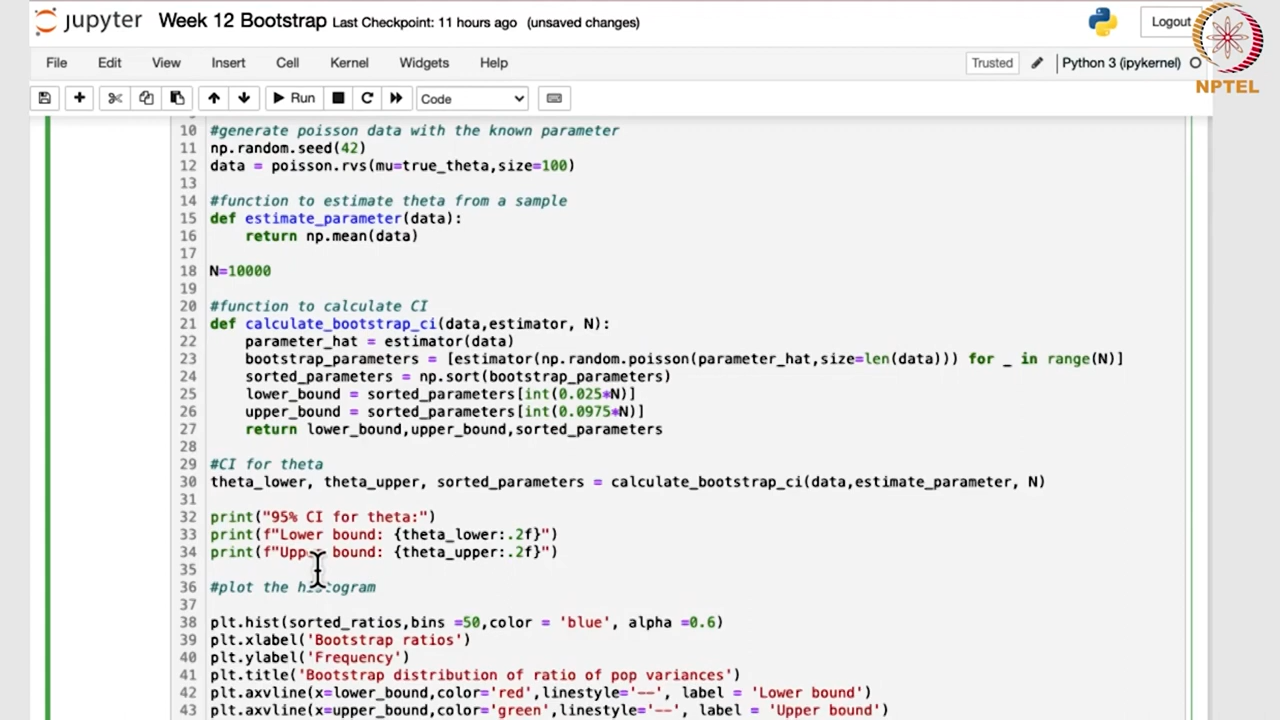 jupyter Week 12 Bootstrap Last Checkpoint: 11 hours ago (unsaved changes)
Logout
NPTEL
File Edit View Insert Cell Kernel Widgets Help
Trusted Python 3 (ipykernel)
Run Code
10 #generate poisson data with the known parameter
11 np.random.seed(42)
12 data = poisson.rvs(mu=true_theta,size=100)
13
14 #function to estimate theta from a sample
15 def estimate_parameter(data):
16 return np.mean(data)
17
18 N=10000
19
20 #function to calculate CI
21 def calculate_bootstrap_ci(data,estimator, N):
22 parameter_hat = estimator(data)
23 bootstrap_parameters = [estimator(np.random.poisson(parameter_hat,size=len(data))) for _ in range(N)]
24 sorted_parameters = np.sort(bootstrap_parameters)
25 lower_bound = sorted_parameters[int(0.025*N)]
26 upper_bound = sorted_parameters[int(0.0975*N)]
27 return lower_bound,upper_bound,sorted_parameters
28
29 #CI for theta
30 theta_lower, theta_upper, sorted_parameters = calculate_bootstrap_ci(data,estimate_parameter, N)
31
32 print("95% CI for theta:")
33 print(f"Lower bound: {theta_lower:.2f}")
34 print(f"Upper bound: {theta_upper:.2f}")
35
36 #plot the histogram
37
38 plt.hist(sorted_ratios,bins =50,color = 'blue', alpha =0.6)
39 plt.xlabel('Bootstrap ratios')
40 plt.ylabel('Frequency')
41 plt.title('Bootstrap distribution of ratio of pop variances')
42 plt.axvline(x=lower_bound,color='red',linestyle='--', label = 'Lower bound')
43 plt.axvline(x=upper_bound,color='green',linestyle='--', label = 'Upper bound')